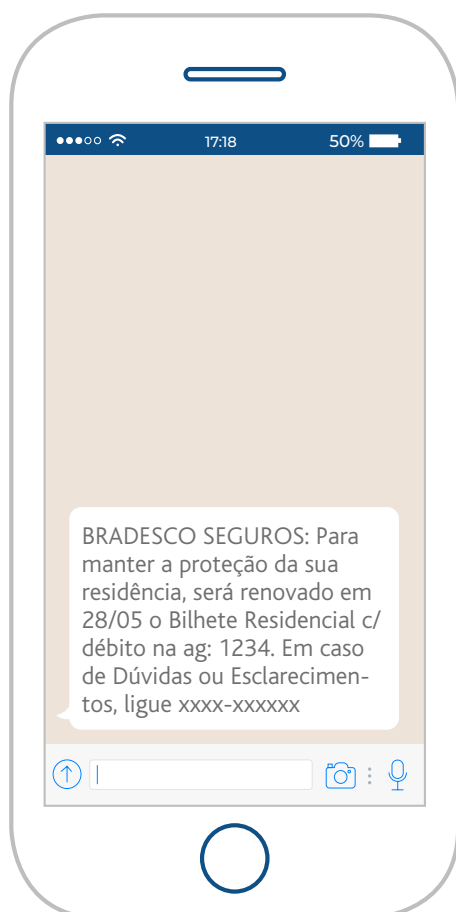 17:18
50%
BRADESCO SEGUROS: Para
manter a proteção da sua
residência, será renovado em
28/05 o Bilhete Residencial c/
débito na ag: 1234. Em caso
de Dúvidas ou Esclarecimen-
tos, ligue xxxx-xxxxxx